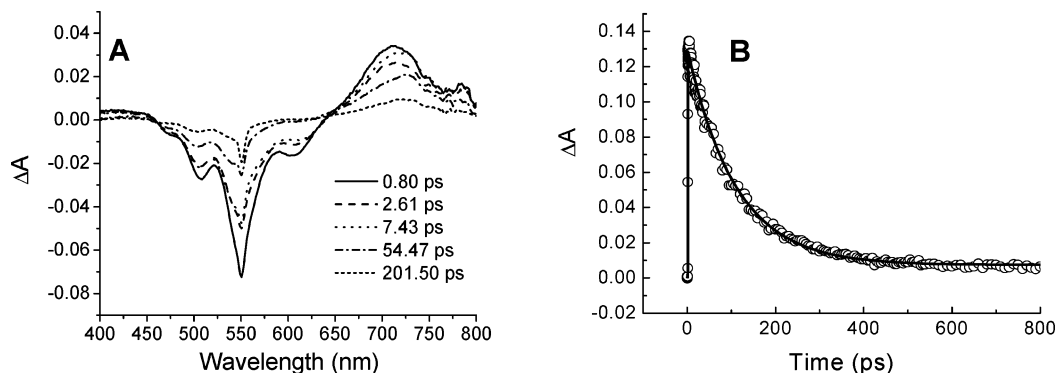 A
0.04
0.02
0.00
-0.02
-0.04
-0.06
-0.08
ΔA
0.80 ps
2.61 ps
7.43 ps
54.47 ps
201.50 ps
400 450 500 550 600 650 700 750 800
Wavelength (nm)
B
0.14
0.12
0.10
0.08
0.06
0.04
0.02
0.00
-0.02
ΔA
0 200 400 600 800
Time (ps)